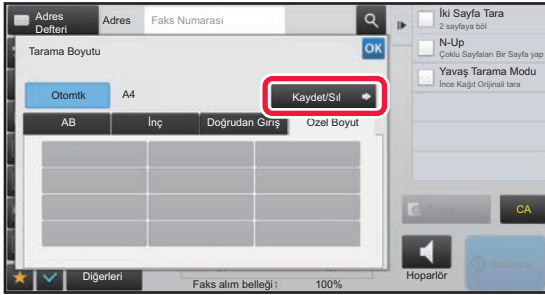 Adres Defteri
Adres
Faks Numarası
Tarama Boyutu
OK
Otomtk
A4
Kaydet/Sıl
AB
İnç
Doğrudan Giriş
Özel Boyut
İki Sayfa Tara
2 sayfaya böl
N-Up
Çoklu Sayfaları Bir Sayfa yap
Yavaş Tarama Modu
İnce Kağıt Orijinali tara
CA
Hoparlör
Diğerleri
Faks alım belleği:
100%